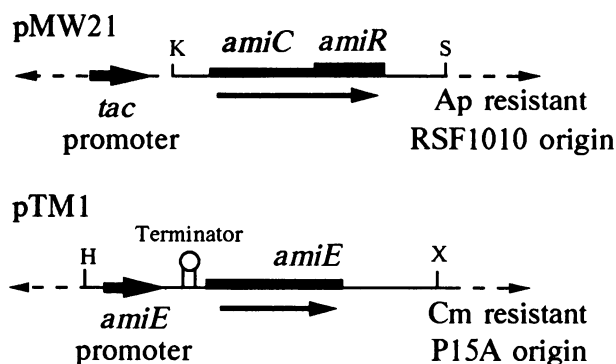 pMW21
K
amiC
amiR
S
tac
promoter
Ap resistant
RSF1010 origin
pTM1
H
Terminator
amiE
X
amiE
promoter
Cm resistant
P15A origin